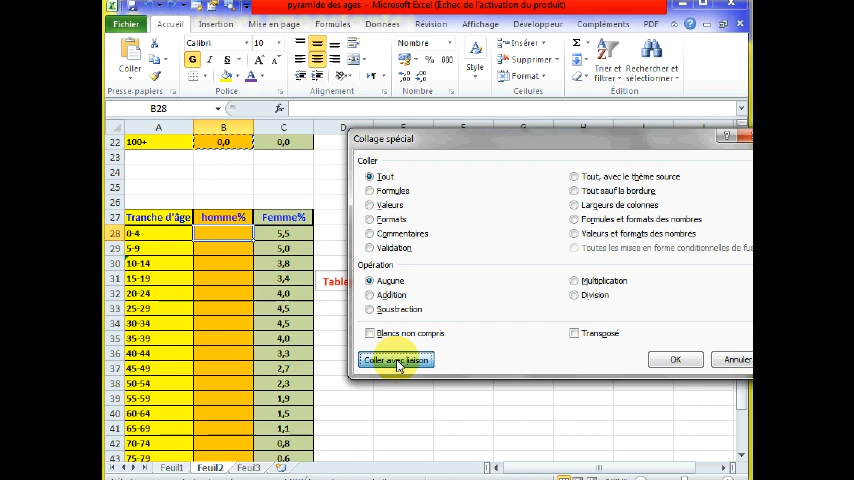 pyramide des ages - Microsoft Excel (Échec de l'activation du produit)
Fichier Accueil Insertion Mise en page Formules Données Révision Affichage Développeur Compléments PDF
Coller
Calibri 10
G
Nombre
% 000
Style
Insérer
Supprimer
Format
Σ
Trier et filtrer
Rechercher et Sélectionner
Presse-papiers Police Alignement Nombre Cellules Édition
B28 fx
A B C D
22 100+ 0,0 0,0
23
24
25
26
27 Tranche d'âge homme% Femme%
28 0-4 5,5
29 5-9 5,0
30 10-14 3,8
31 15-19 3,4
32 20-24 4,0
33 25-29 4,5
34 30-34 4,5
35 35-39 4,0
36 40-44 3,3
37 45-49 2,7
38 50-54 2,3
39 55-59 1,9
40 60-64 1,5
41 65-69 1,1
42 70-74 0,8
43 75-79 0,6
Feuil1 Feuil2 Feuil3
Collage spécial
Coller
Tout
Formules
Valeurs
Formats
Commentaires
Validation
Tout, avec le thème source
Tout sauf la bordure
Largeurs de colonnes
Formules et formats des nombres
Valeurs et formats des nombres
Toutes les mises en forme conditionnelles de
Opération
Aucune
Addition
Soustraction
Multiplication
Division
Blancs non compris
Transposé
Coller avec liaison
OK
Annuler